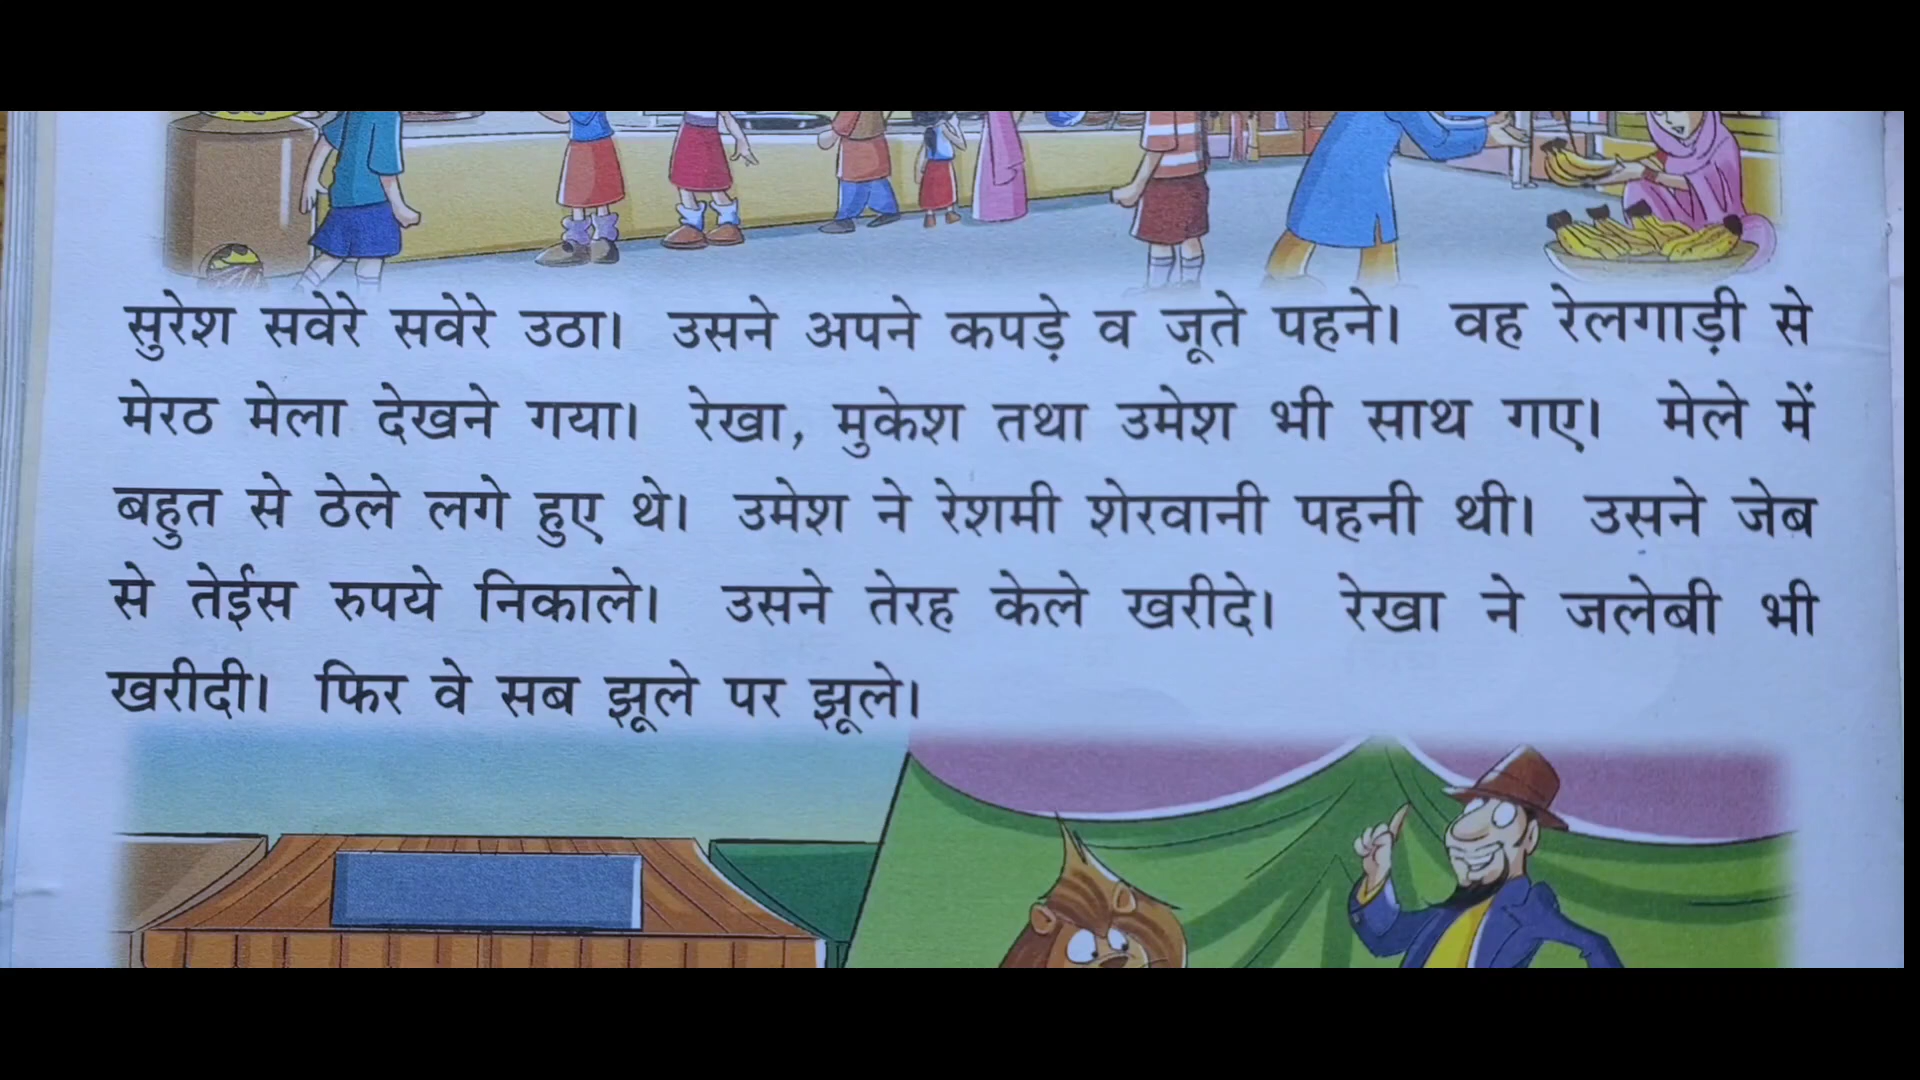 सुरेश सवेरे सवेरे उठा। उसने अपने कपड़े व जूते पहने। वह रेलगाड़ी से
मेरठ मेला देखने गया। रेखा, मुकेश तथा उमेश भी साथ गए। मेले में
बहुत से ठेले लगे हुए थे। उमेश ने रेशमी शेरवानी पहनी थी। उसने जेब
से तेईस रुपये निकाले। उसने तेरह केले खरीदे। रेखा ने जलेबी भी
खरीदी। फिर वे सब झूले पर झूले।